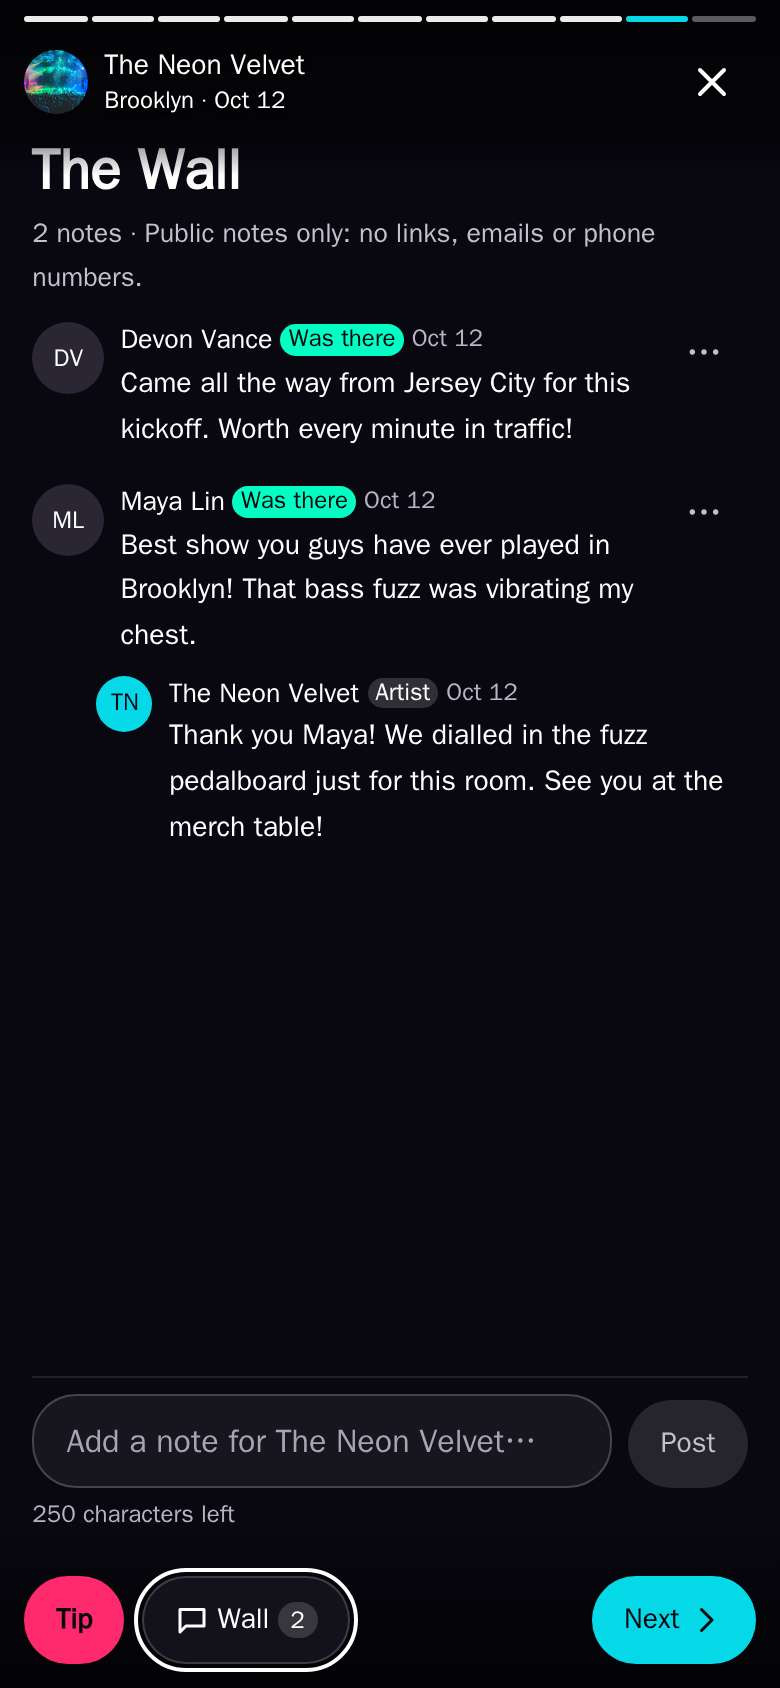 The Neon Velvet
Brooklyn · Oct 12
The Wall
2 notes · Public notes only: no links, emails or phone
numbers.
DV
Devon Vance Was there Oct 12
Came all the way from Jersey City for this
kickoff. Worth every minute in traffic!
ML
Maya Lin Was there Oct 12
Best show you guys have ever played in
Brooklyn! That bass fuzz was vibrating my
chest.
TN
The Neon Velvet Artist Oct 12
Thank you Maya! We dialled in the fuzz
pedalboard just for this room. See you at the
merch table!
Add a note for The Neon Velvet…
Post
250 characters left
Tip
Wall 2
Next